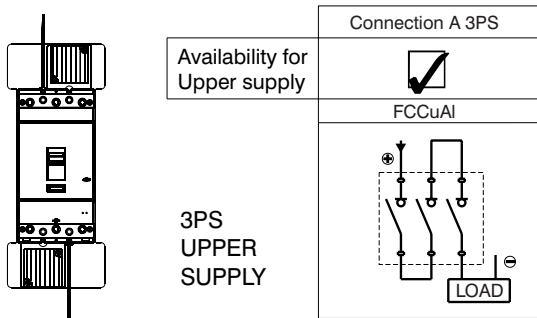 Connection A 3PS
Availability for
Upper supply
FCCuAl
3PS
UPPER
SUPPLY
⊕
⊖
LOAD